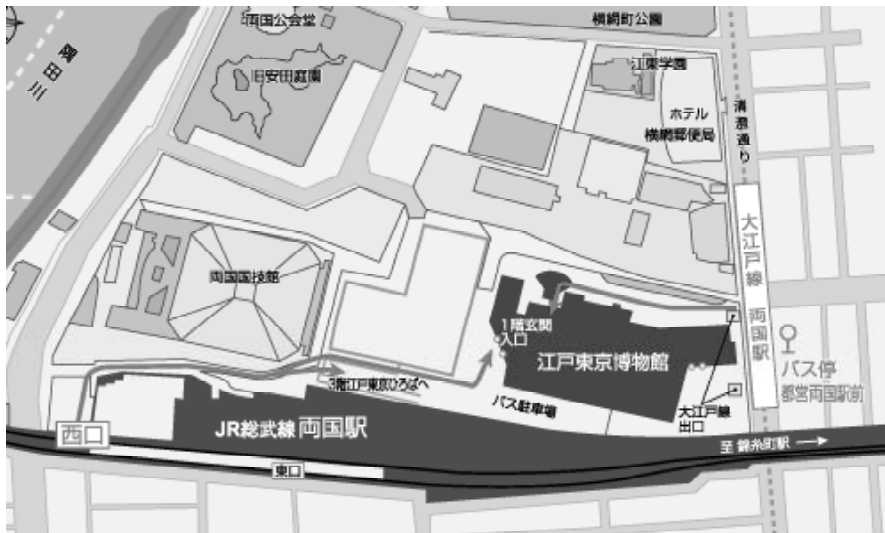 両国公会堂
横網町公園
隅田川
旧安田庭園
江東学園
ホテル
横網郵便局
清澄通り
大江戸線 両国駅
両国国技館
1階玄関
入口
江戸東京博物館
バス停
都営両国駅前
3階江戸東京ひろばへ
バス駐車場
大江戸線
出口
西口
JR総武線 両国駅
至 錦糸町駅
東口